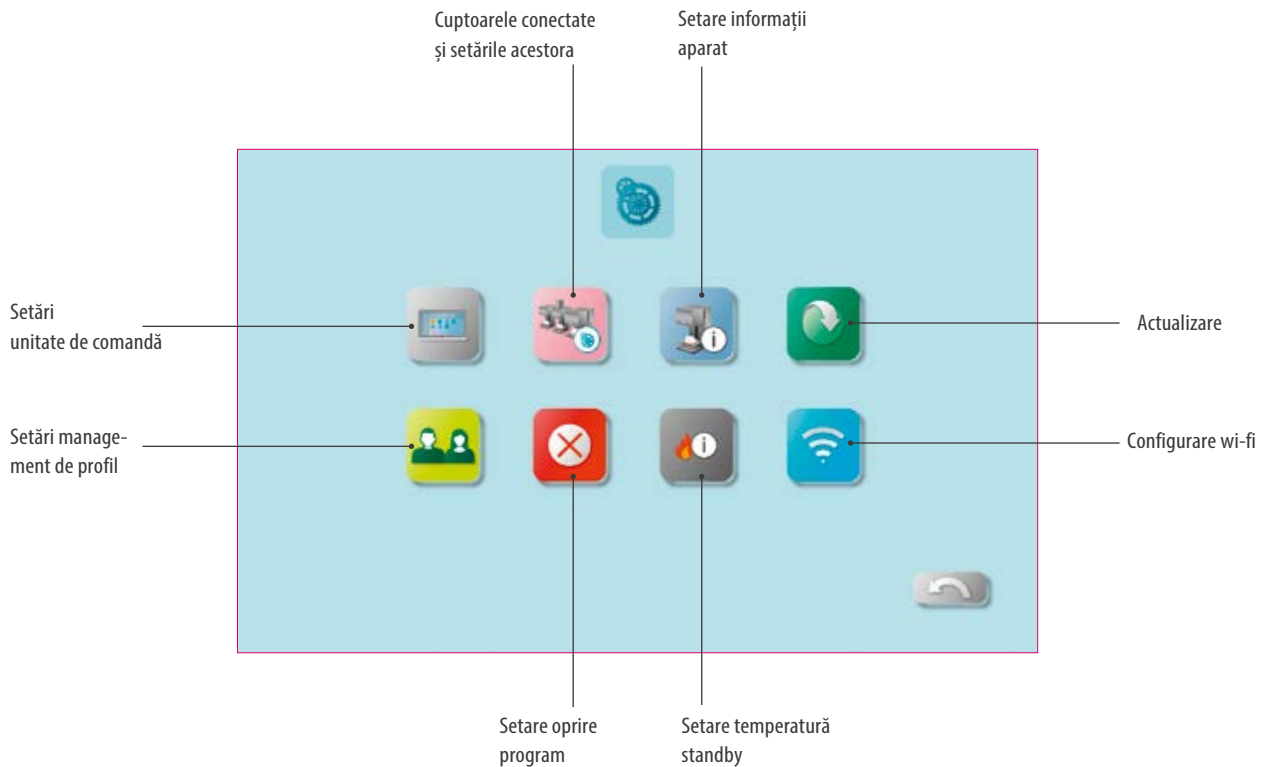 Cuptoarele conectate
și setările acestora
Setare informații
aparat
Setări
unitate de comandă
Actualizare
Setări manage-
ment de profil
Configurare wi-fi
Setare oprire
program
Setare temperatură
standby